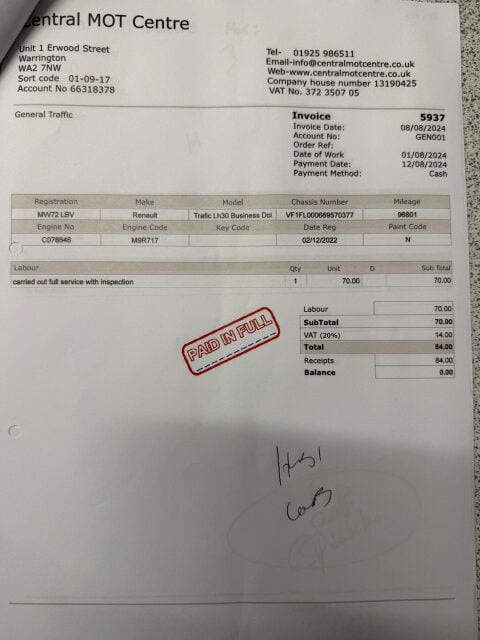 Central MOT Centre
Unit 1 Erwood Street
Warrington
WA2 7NW
Sort code 01-09-17
Account No 66318378
Tel- 01925 986511
Email-info@centralmotcentre.co.uk
Web-www.centralmotcentre.co.uk
Company house number 13190425
VAT No. 372 3507 05
General Traffic
Invoice 5937
Invoice Date: 08/08/2024
Account No: GEN001
Order Ref:
Date of Work 01/08/2024
Payment Date: 12/08/2024
Payment Method: Cash
Registration Make Model Chassis Number Mileage
MW72 LBV Renault Trafic Lh30 Business Dci VF1FL000669570377 96801
Engine No Engine Code Key Code Date Reg Paint Code
C078546 M9R717 02/12/2022 N
Labour Qty Unit D Sub Total
carried out full service with inspection 1 70.00 70.00
Labour 70.00
SubTotal 70.00
VAT (20%) 14.00
Total 84.00
Receipts 84.00
Balance 0.00
PAID IN FULL